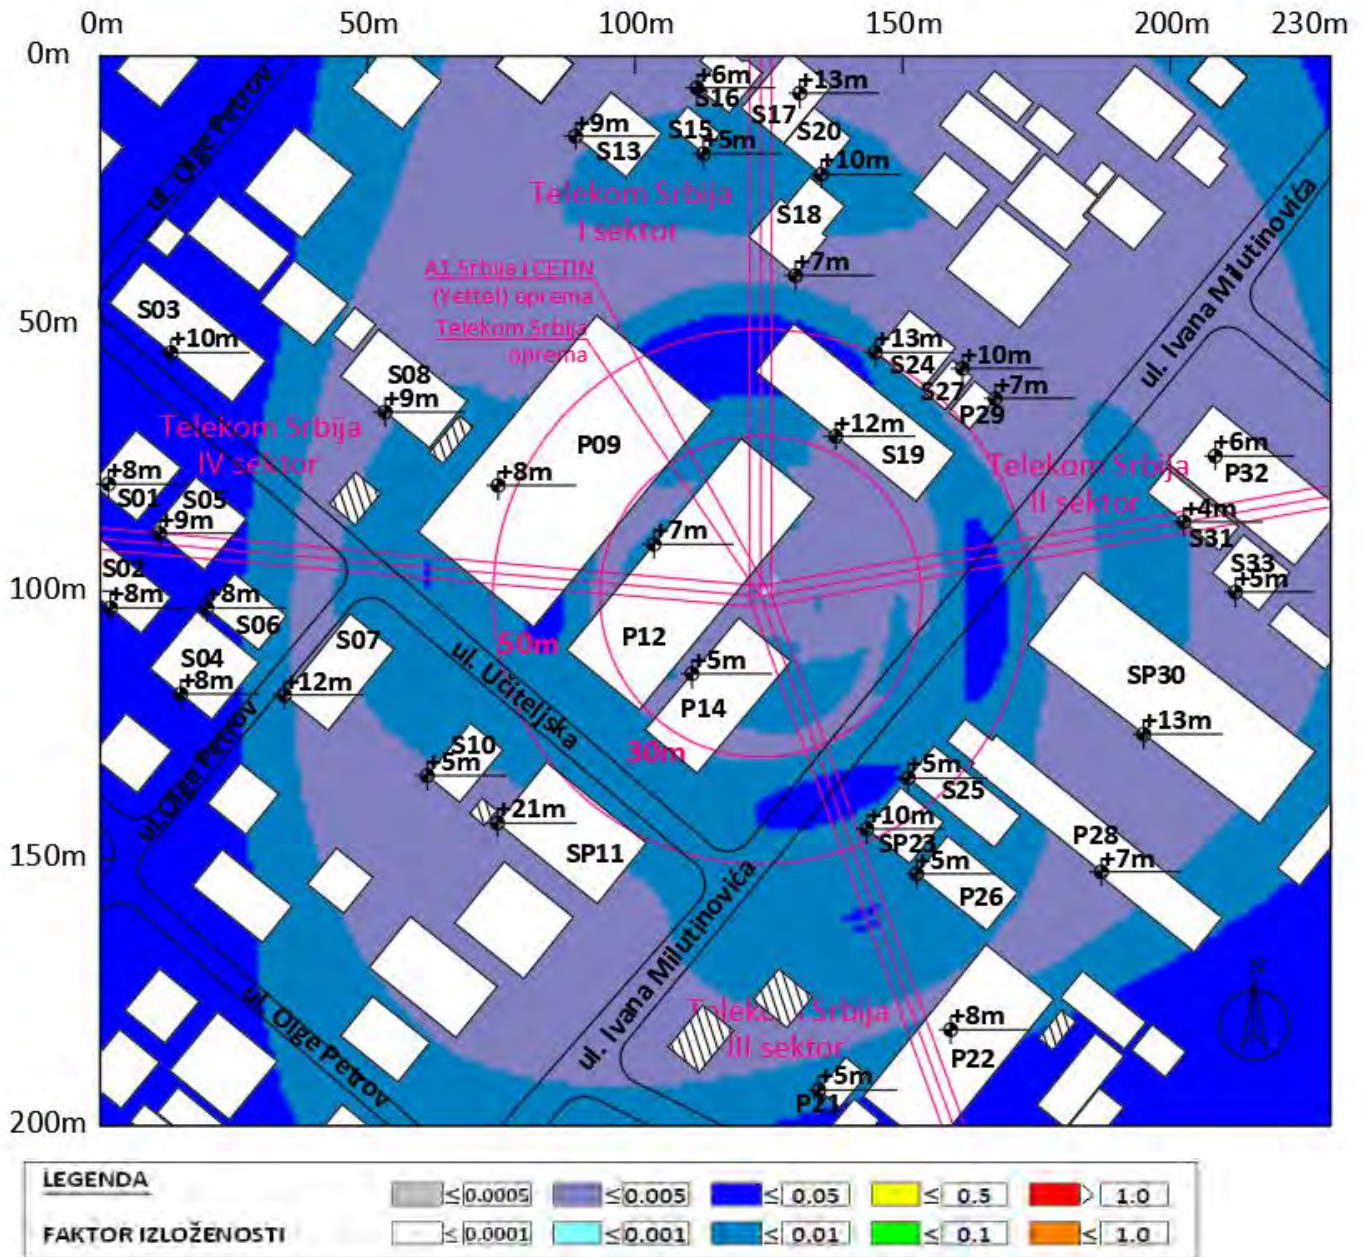 0m 50m 100m 150m 200m 230m
0m
50m
100m
150m
200m
ul. Olge Petrov
+6m
S16
+13m
S17
+9m
S13
S15
+5m
S20
+10m
Telekom Srbija
I sektor
S18
+7m
A1 Srbija i CETIN
(Yettel) oprema
Telekom Srbija
oprema
ul. Ivana Milutinovića
S03
+10m
+13m
S24
+10m
S27
+7m
P29
S08
+9m
Telekom Srbija
IV sektor
P09
+8m
+12m
S19
Telekom Srbija
II sektor
+6m
P32
+8m
S01
S05
+9m
+7m
+4m
S31
S02
+8m
+8m
S06
S33
+5m
S07
S04
+8m
+12m
50m
P12
+5m
P14
30m
ul. Učiteljska
SP30
+13m
ul. Olge Petrov
S10
+5m
+21m
SP11
+5m
S25
+10m
SP23
+5m
P26
P28
+7m
ul. Ivana Milutinovića
ul. Olge Petrov
Telekom Srbija
III sektor
+8m
P22
+5m
P21
N
LEGENDA
≤ 0.0005 ≤ 0.005 ≤ 0.05 ≤ 0.5 > 1.0
FAKTOR IZLOŽENOSTI ≤ 0.0001 ≤ 0.001 ≤ 0.01 ≤ 0.1 ≤ 1.0